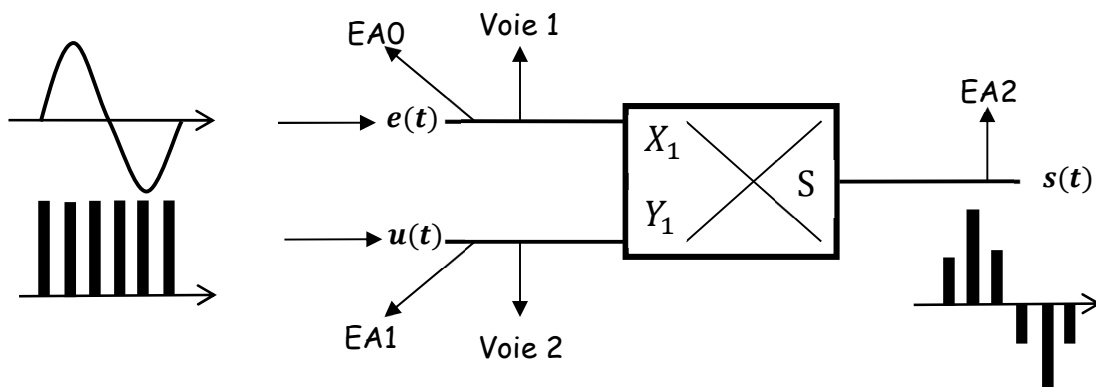 EA0
Voie 1
EA2
e(t)
X₁
S
s(t)
Y₁
u(t)
EA1
Voie 2